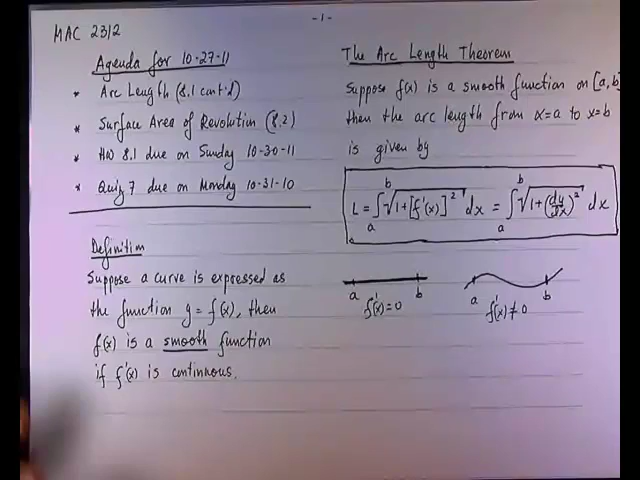 -1-
MAC 2312
Agenda for 10-27-11
* Arc Length (8.1 cont'd)
* Surface Area of Revolution (8.2)
* HW 8.1 due on Sunday 10-30-11
* Quiz 7 due on Monday 10-31-10
Definition
Suppose a curve is expressed as
the function y = f(x), then
f(x) is a smooth function
if f'(x) is continuous.
The Arc Length Theorem
Suppose f(x) is a smooth function on [a,b]
then the arc length from x=a to x=b
is given by
L = ∫_a^b √(1+[f'(x)]²) dx = ∫_a^b √(1+(dy/dx)²) dx
a b
f'(x)=0
a b
f'(x)≠0